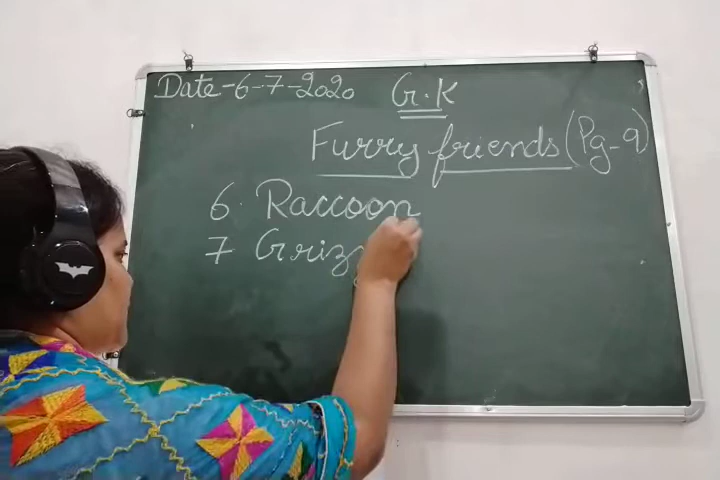 Date-6-7-2020 G.K
Furry friends (Pg-9)
6. Raccoon
7 Griz